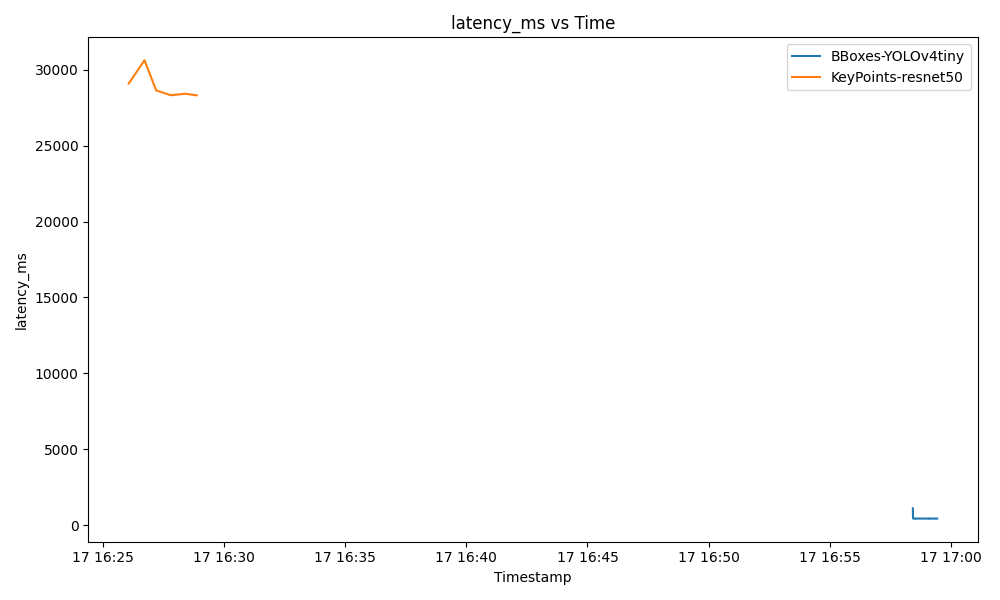 latency_ms vs Time
BBoxes-YOLOv4tiny
KeyPoints-resnet50
latency_ms
30000
25000
20000
15000
10000
5000
0
17 16:25 17 16:30 17 16:35 17 16:40 17 16:45 17 16:50 17 16:55 17 17:00
Timestamp